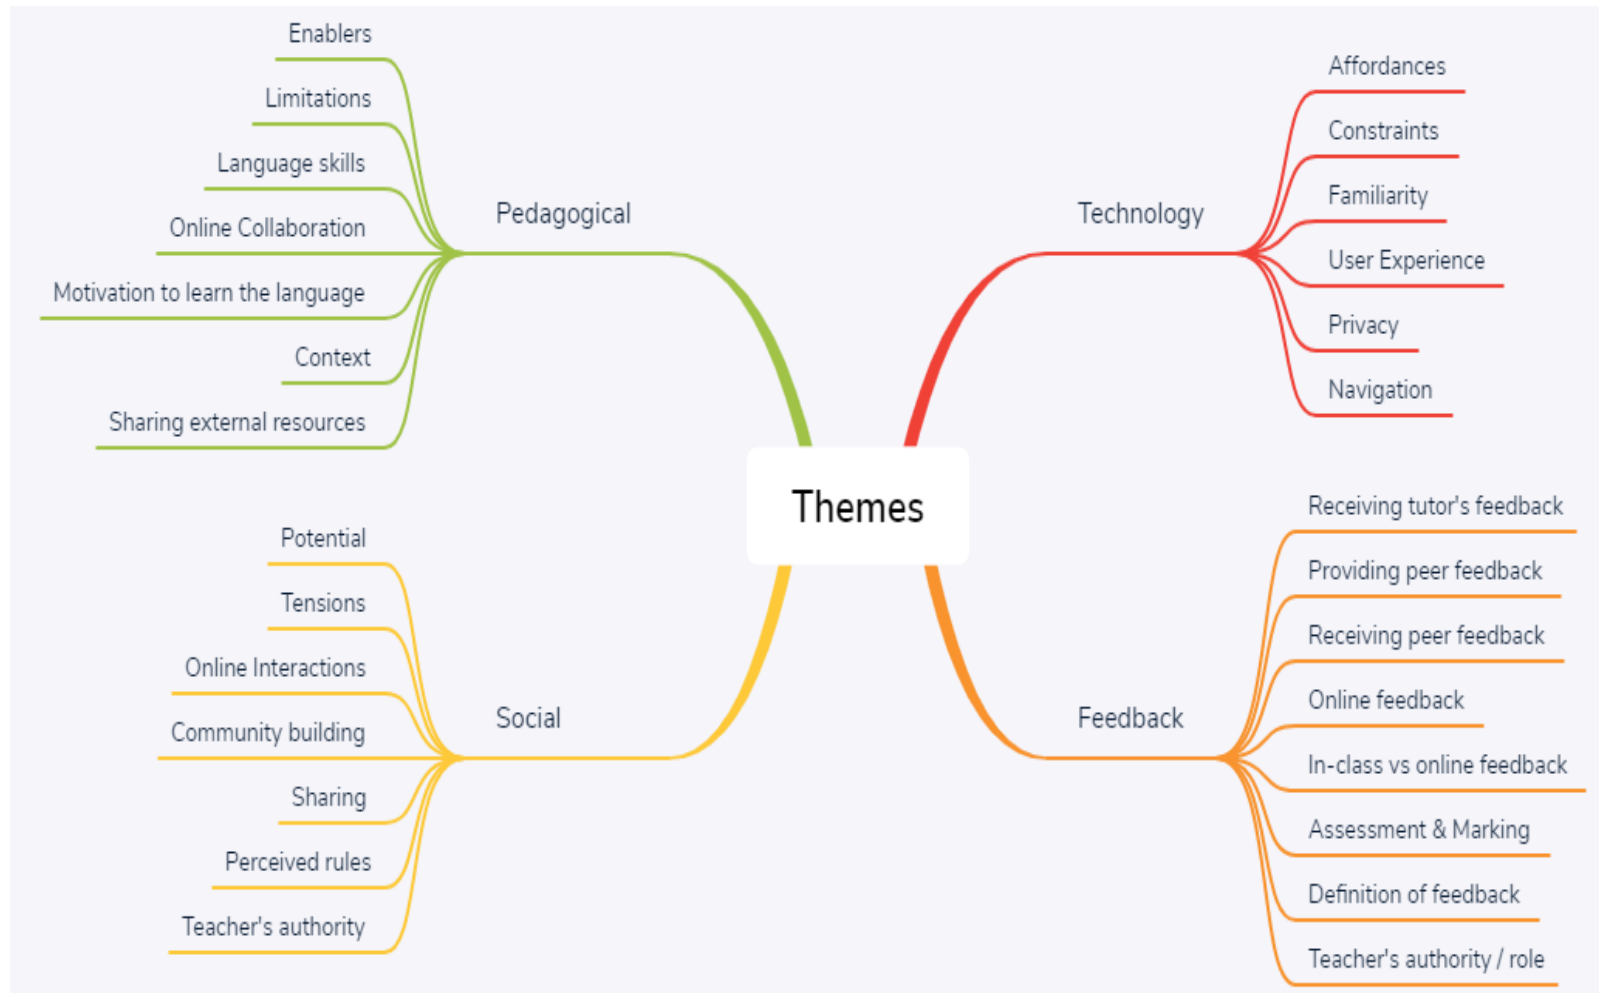 Themes
Pedagogical
Enablers
Limitations
Language skills
Online Collaboration
Motivation to learn the language
Context
Sharing external resources
Technology
Affordances
Constraints
Familiarity
User Experience
Privacy
Navigation
Social
Potential
Tensions
Online Interactions
Community building
Sharing
Perceived rules
Teacher's authority
Feedback
Receiving tutor's feedback
Providing peer feedback
Receiving peer feedback
Online feedback
In-class vs online feedback
Assessment & Marking
Definition of feedback
Teacher's authority / role